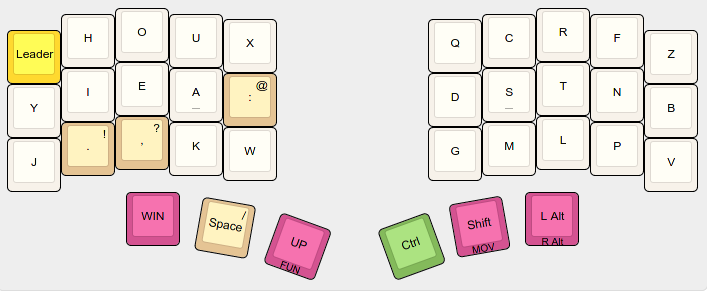 Leader H O U X Q C R F Z
Y I E A @ : D S T N B
J ! . ? , K W G M L P V
WIN / Space UP FUN Ctrl Shift MOV L Alt R Alt